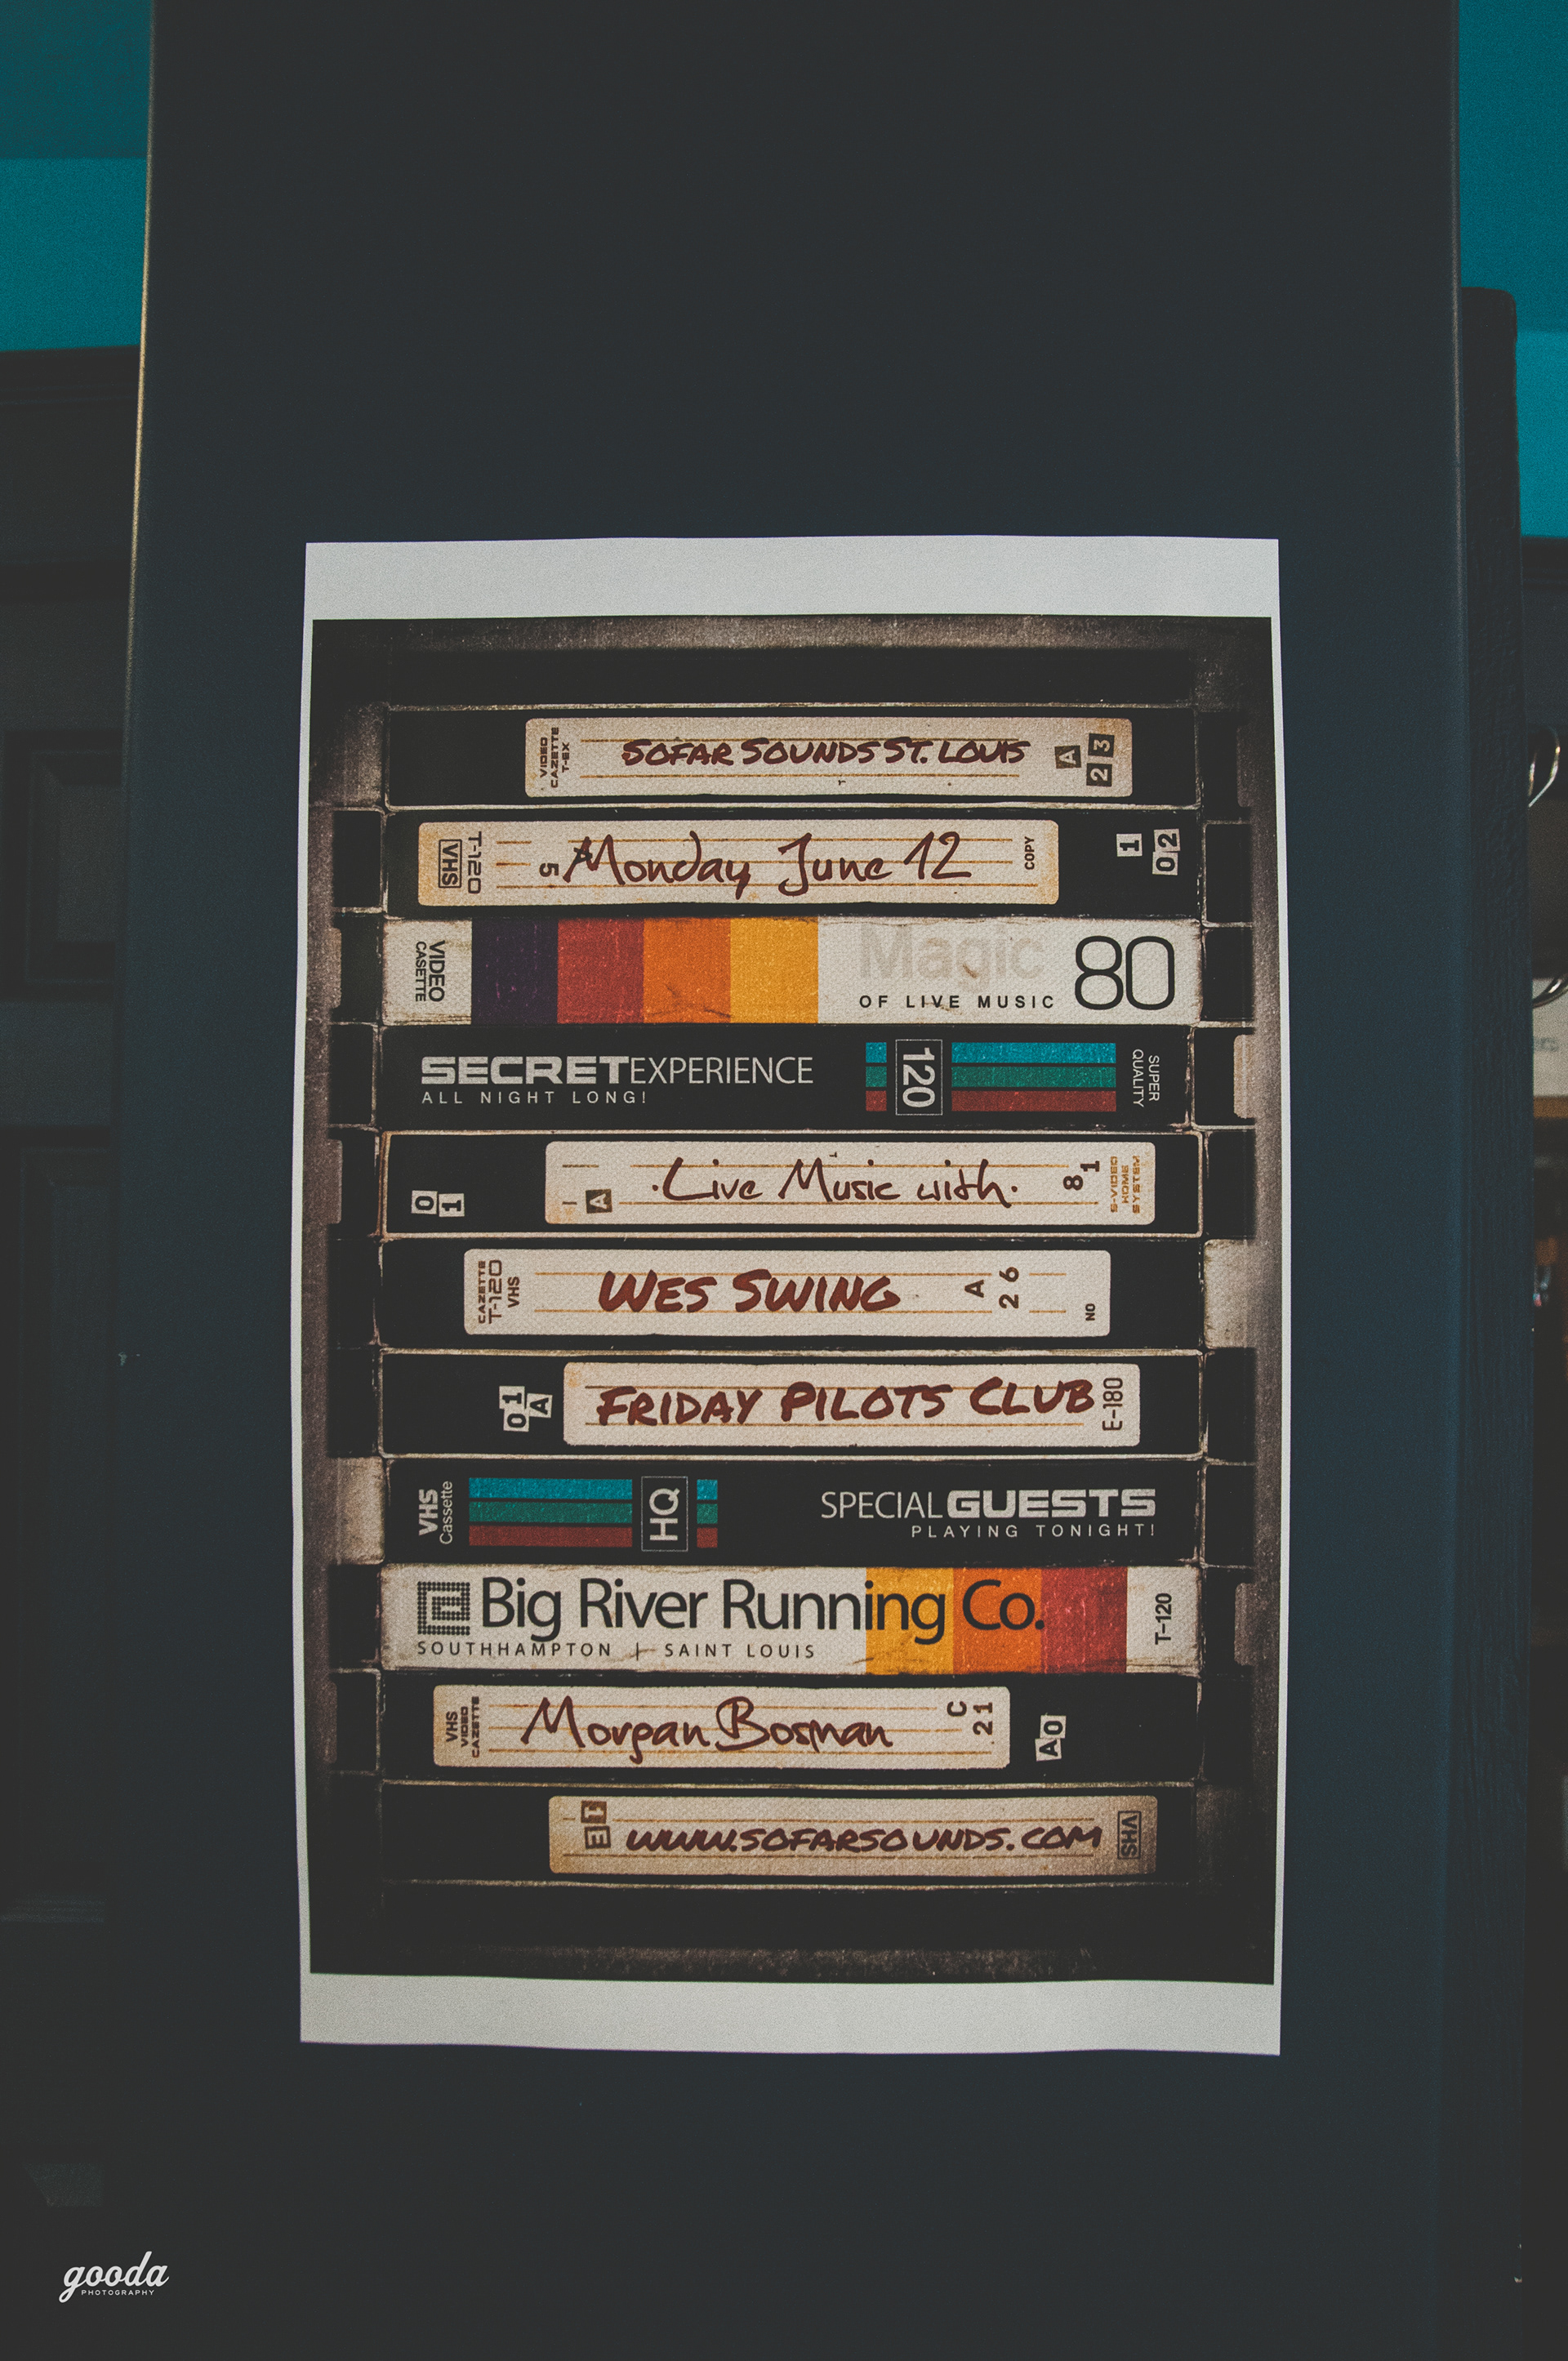 VIDEO
CAZETTE
T-EX
SOFAR SOUNDS ST. LOUIS
A
2 3
VHS
T-120
5
Monday June 12
COPY
1
0 2
VIDEO
CASETTE
Magic
OF LIVE MUSIC
80
SECRETEXPERIENCE
ALL NIGHT LONG!
120
SUPER
QUALITY
0 1
A
.Live Music with.
8 1
S-VIDEO
HOME
SYSTEM
CAZETTE
T-120
VHS
WES SWING
A
2 6
NO
0 1
A
FRIDAY PILOTS CLUB
E-180
VHS
Cassette
HQ
SPECIALGUESTS
PLAYING TONIGHT!
Big River Running Co.
SOUTHHAMPTON | SAINT LOUIS
T-120
VHS
VIDEO
CAZETTE
Morgan Bosman
C
21
A0
E 1
WWW.SOFARSOUNDS.COM
VHS
gooda
PHOTOGRAPHY